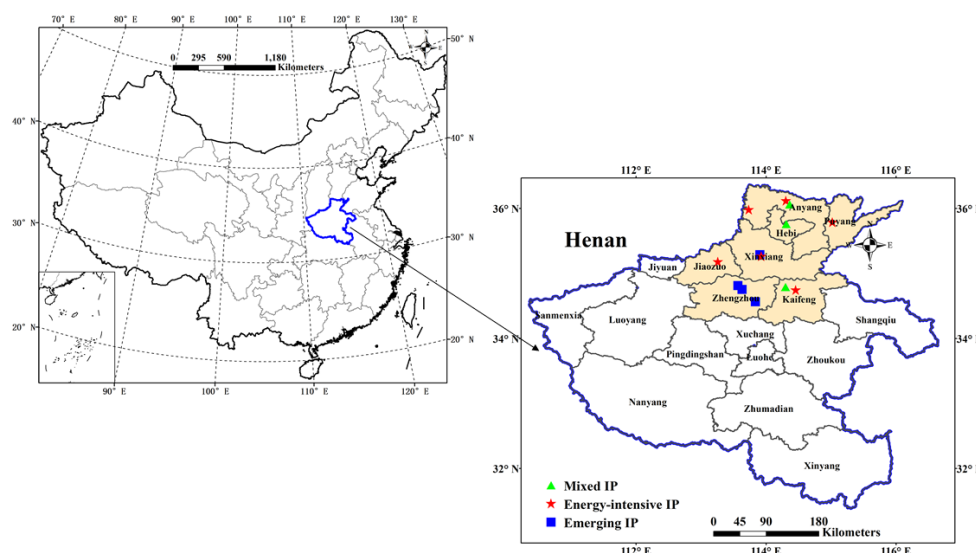 70° E 80° E 90° E 100° E 110° E 120° E 130° E
50° N
N
E
0 295 590 1,180
Kilometers
40° N
40° N
30° N
30° N
20° N
20° N
90° E 100° E 110° E 120° E
112° E 114° E 116° E
36° N
36° N
Anyang
Hebi
Henan
N
E
S
Jiyuan
Jiaozuo
Zhengzhou
Kaifeng
Sanmenxia
Luoyang
Shangqiu
34° N
34° N
Xuchang
Pingdingshan
Luohe
Zhoukou
Nanyang
Zhumadian
Xinyang
32° N
32° N
Mixed IP
Energy-intensive IP
Emerging IP
0 45 90 180
Kilometers
112° E 114° E 116° E